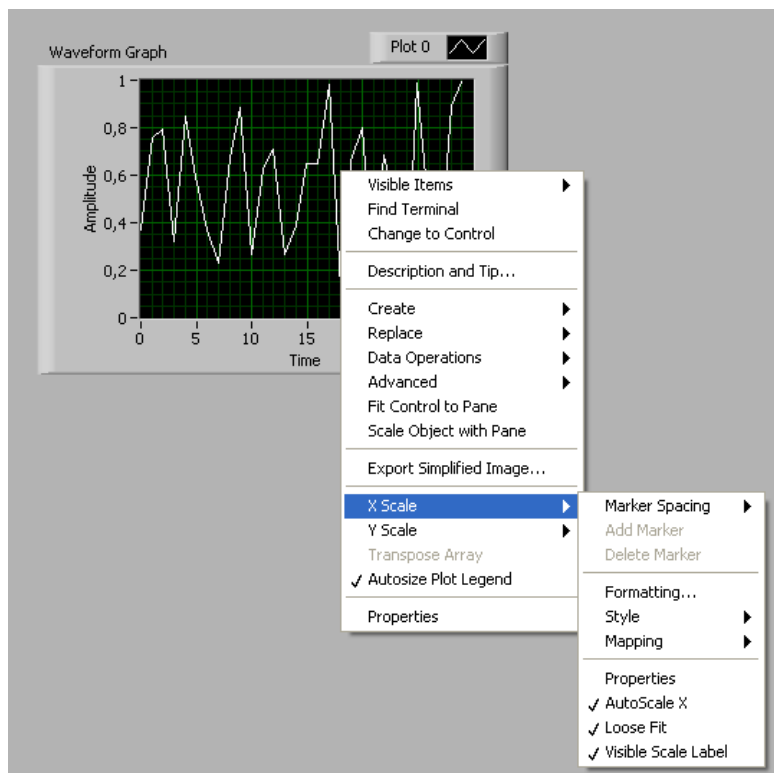 Waveform Graph
Plot 0
1
0,8
0,6
0,4
0,2
0
Amplitude
0 5 10 15
Time
Visible Items
Find Terminal
Change to Control
Description and Tip...
Create
Replace
Data Operations
Advanced
Fit Control to Pane
Scale Object with Pane
Export Simplified Image...
X Scale
Y Scale
Transpose Array
Autosize Plot Legend
Properties
Marker Spacing
Add Marker
Delete Marker
Formatting...
Style
Mapping
Properties
AutoScale X
Loose Fit
Visible Scale Label